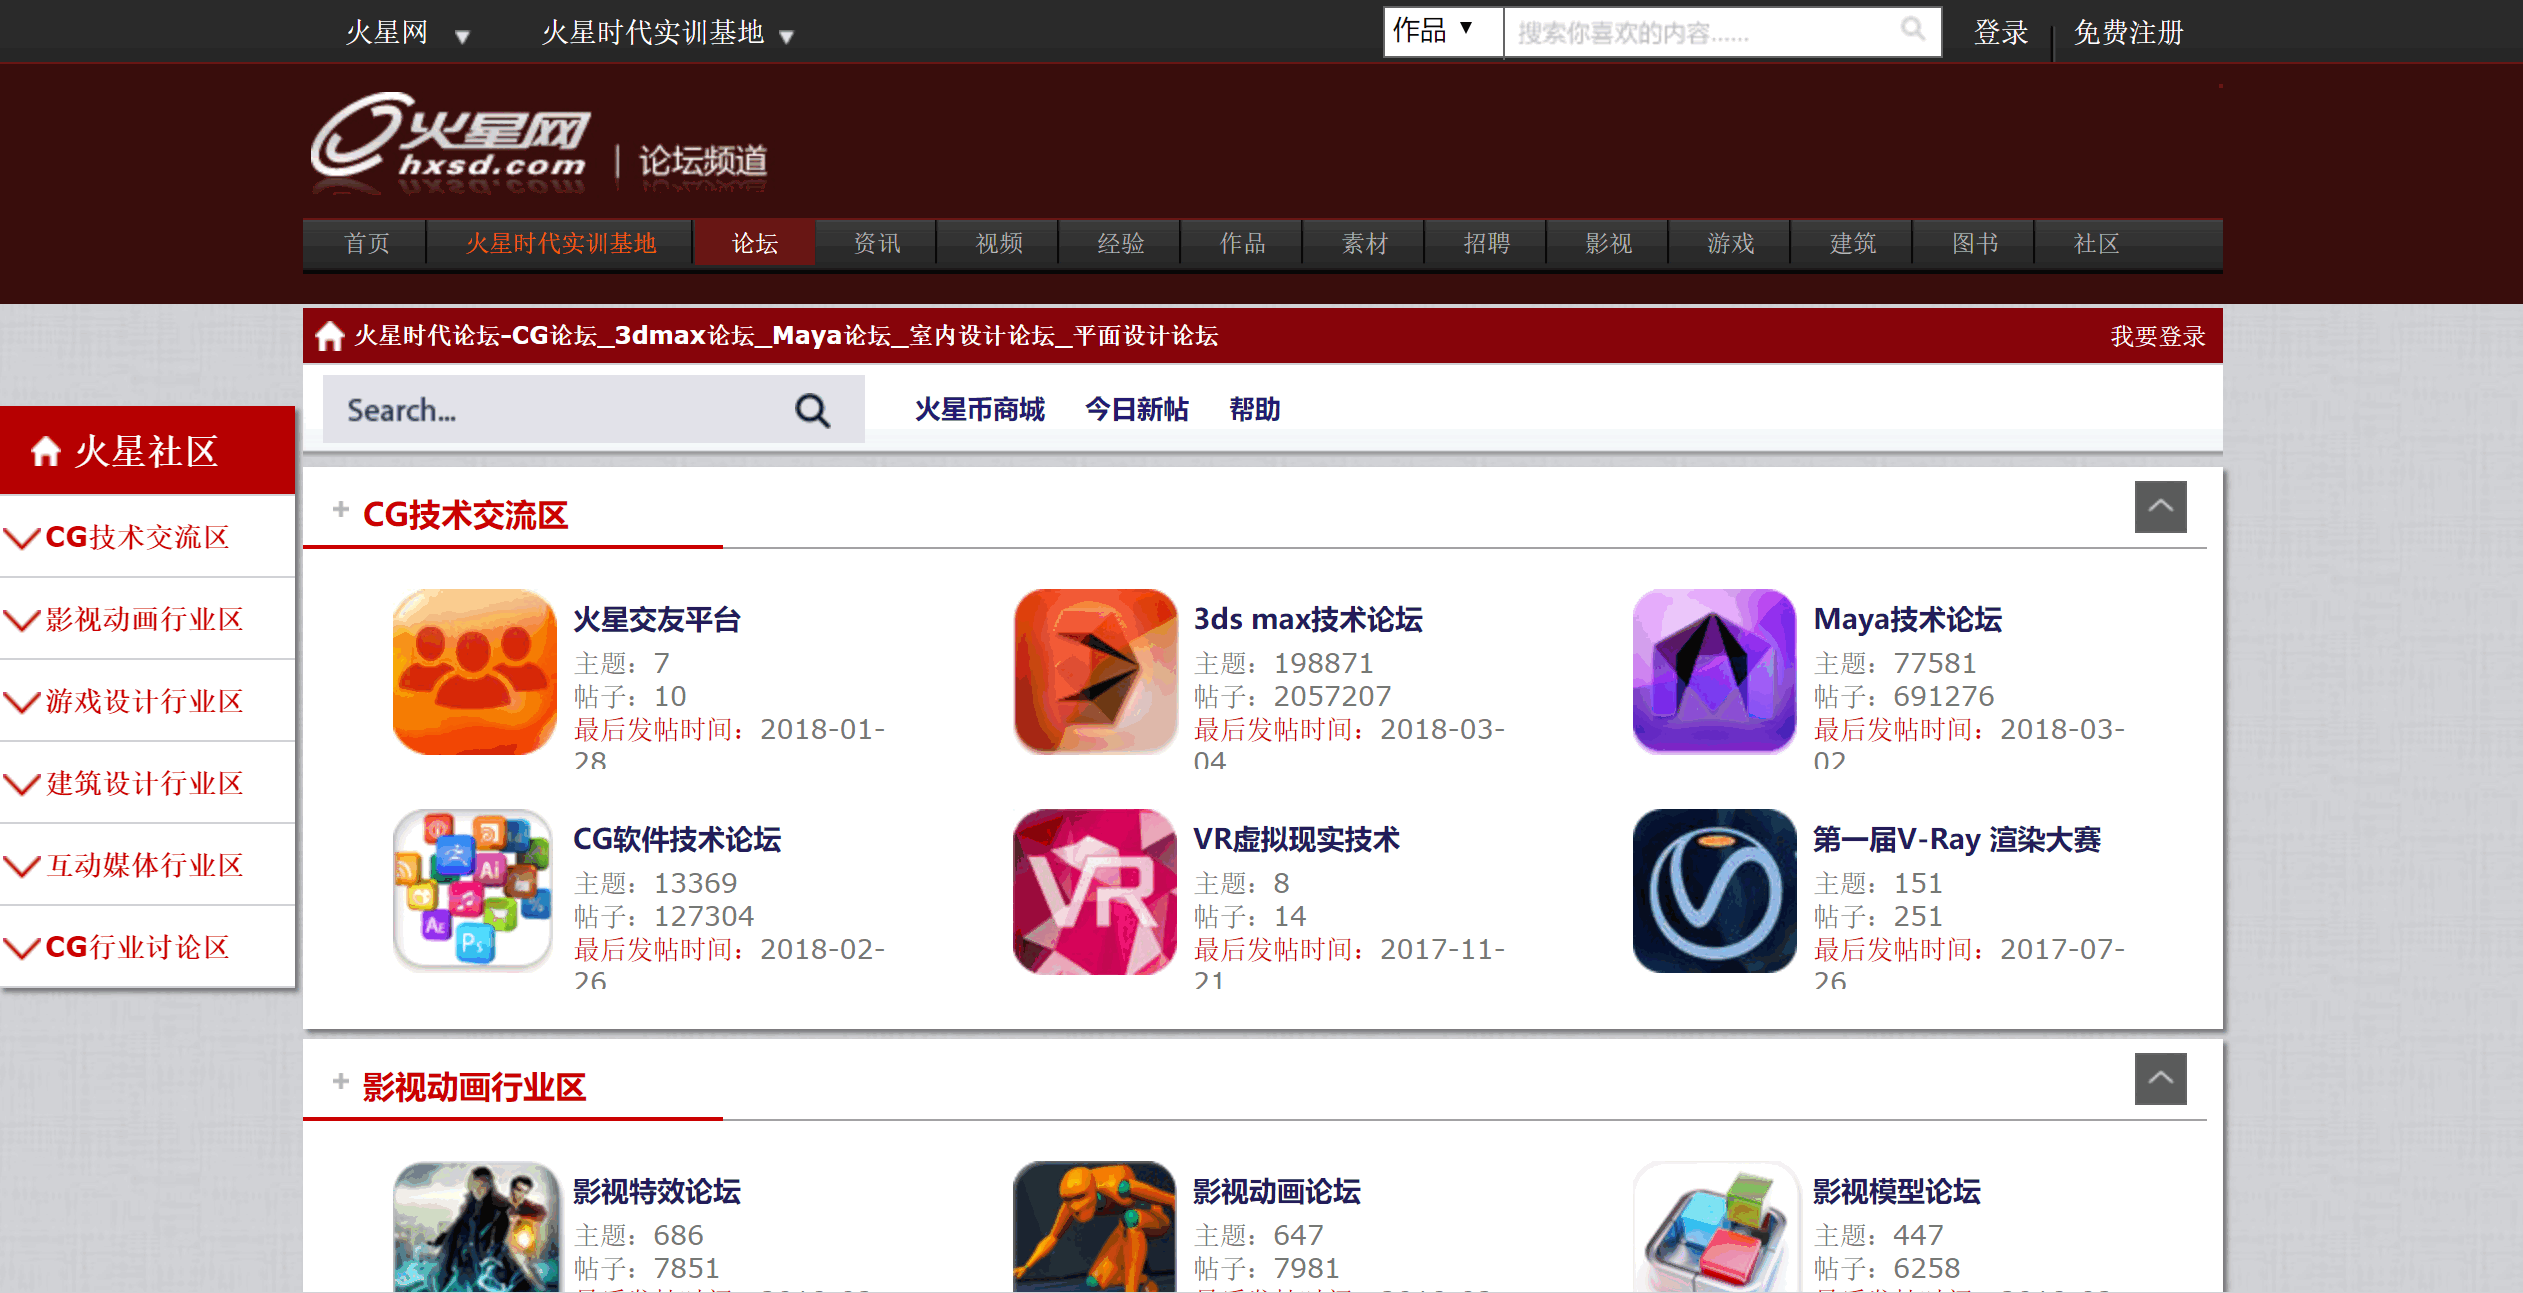 火星网 ▼ 火星时代实训基地 ▼ 作品 ▼ 搜索你喜欢的内容...... 登录 免费注册
火星网
hxsd.com | 论坛频道
首页 火星时代实训基地 论坛 资讯 视频 经验 作品 素材 招聘 影视 游戏 建筑 图书 社区
火星时代论坛-CG论坛_3dmax论坛_Maya论坛_室内设计论坛_平面设计论坛 我要登录
Search... 火星币商城 今日新帖 帮助
火星社区
CG技术交流区
影视动画行业区
游戏设计行业区
建筑设计行业区
互动媒体行业区
CG行业讨论区
CG技术交流区
火星交友平台
主题：7
帖子：10
最后发帖时间：2018-01-
28
3ds max技术论坛
主题：198871
帖子：2057207
最后发帖时间：2018-03-
04
Maya技术论坛
主题：77581
帖子：691276
最后发帖时间：2018-03-
02
Ai
AE
Ps
CG软件技术论坛
主题：13369
帖子：127304
最后发帖时间：2018-02-
26
VR
VR虚拟现实技术
主题：8
帖子：14
最后发帖时间：2017-11-
21
第一届V-Ray 渲染大赛
主题：151
帖子：251
最后发帖时间：2017-07-
26
影视动画行业区
影视特效论坛
主题：686
帖子：7851
影视动画论坛
主题：647
帖子：7981
影视模型论坛
主题：447
帖子：6258